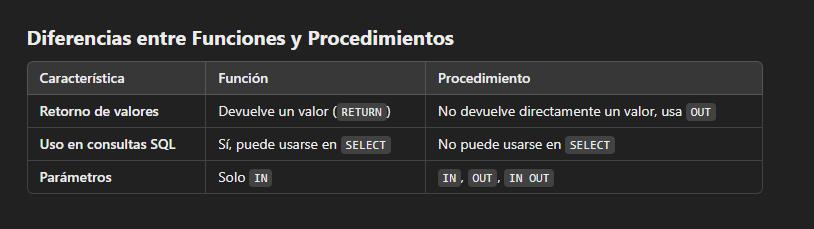 Diferencias entre Funciones y Procedimientos
Característica Función Procedimiento
Retorno de valores Devuelve un valor (RETURN) No devuelve directamente un valor, usa OUT
Uso en consultas SQL Sí, puede usarse en SELECT No puede usarse en SELECT
Parámetros Solo IN IN, OUT, IN OUT